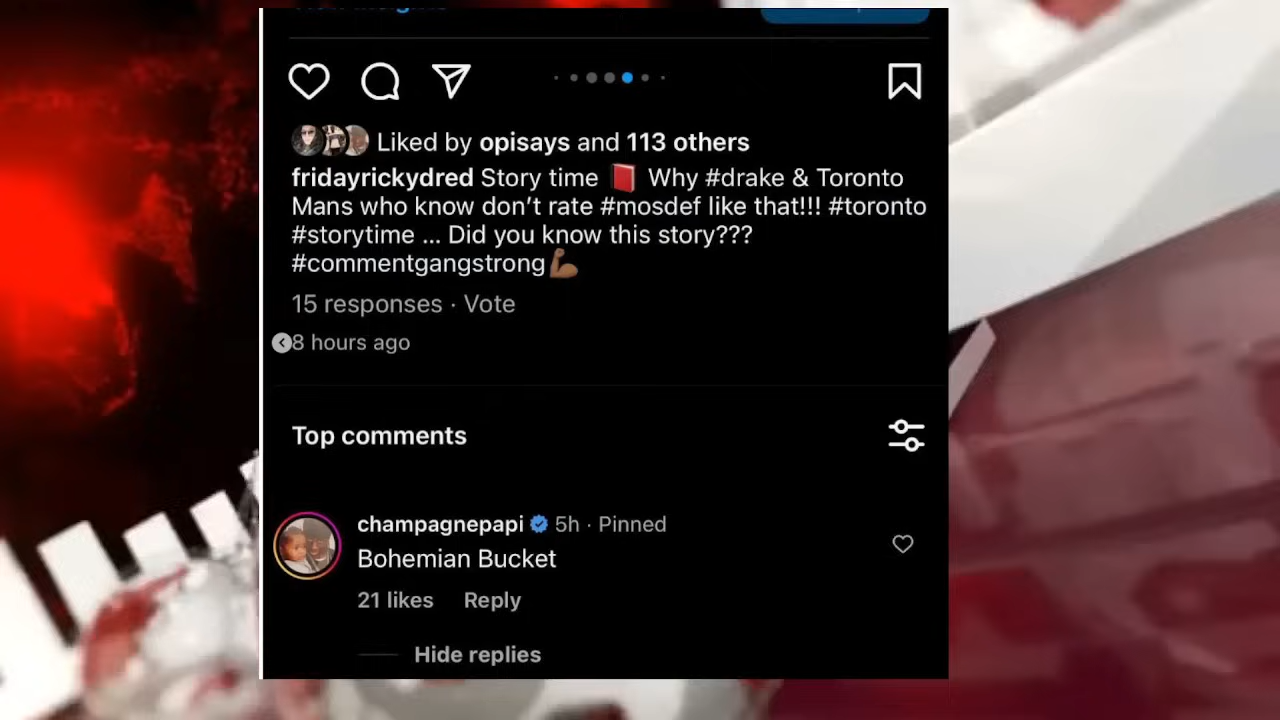 Liked by opisays and 113 others
fridayrickydred Story time 📕 Why #drake & Toronto
Mans who know don't rate #mosdef like that!!! #toronto
#storytime ... Did you know this story???
#commentgangstrong💪🏾
15 responses · Vote
8 hours ago
Top comments
champagnepapi 5h · Pinned
Bohemian Bucket
21 likes Reply
Hide replies